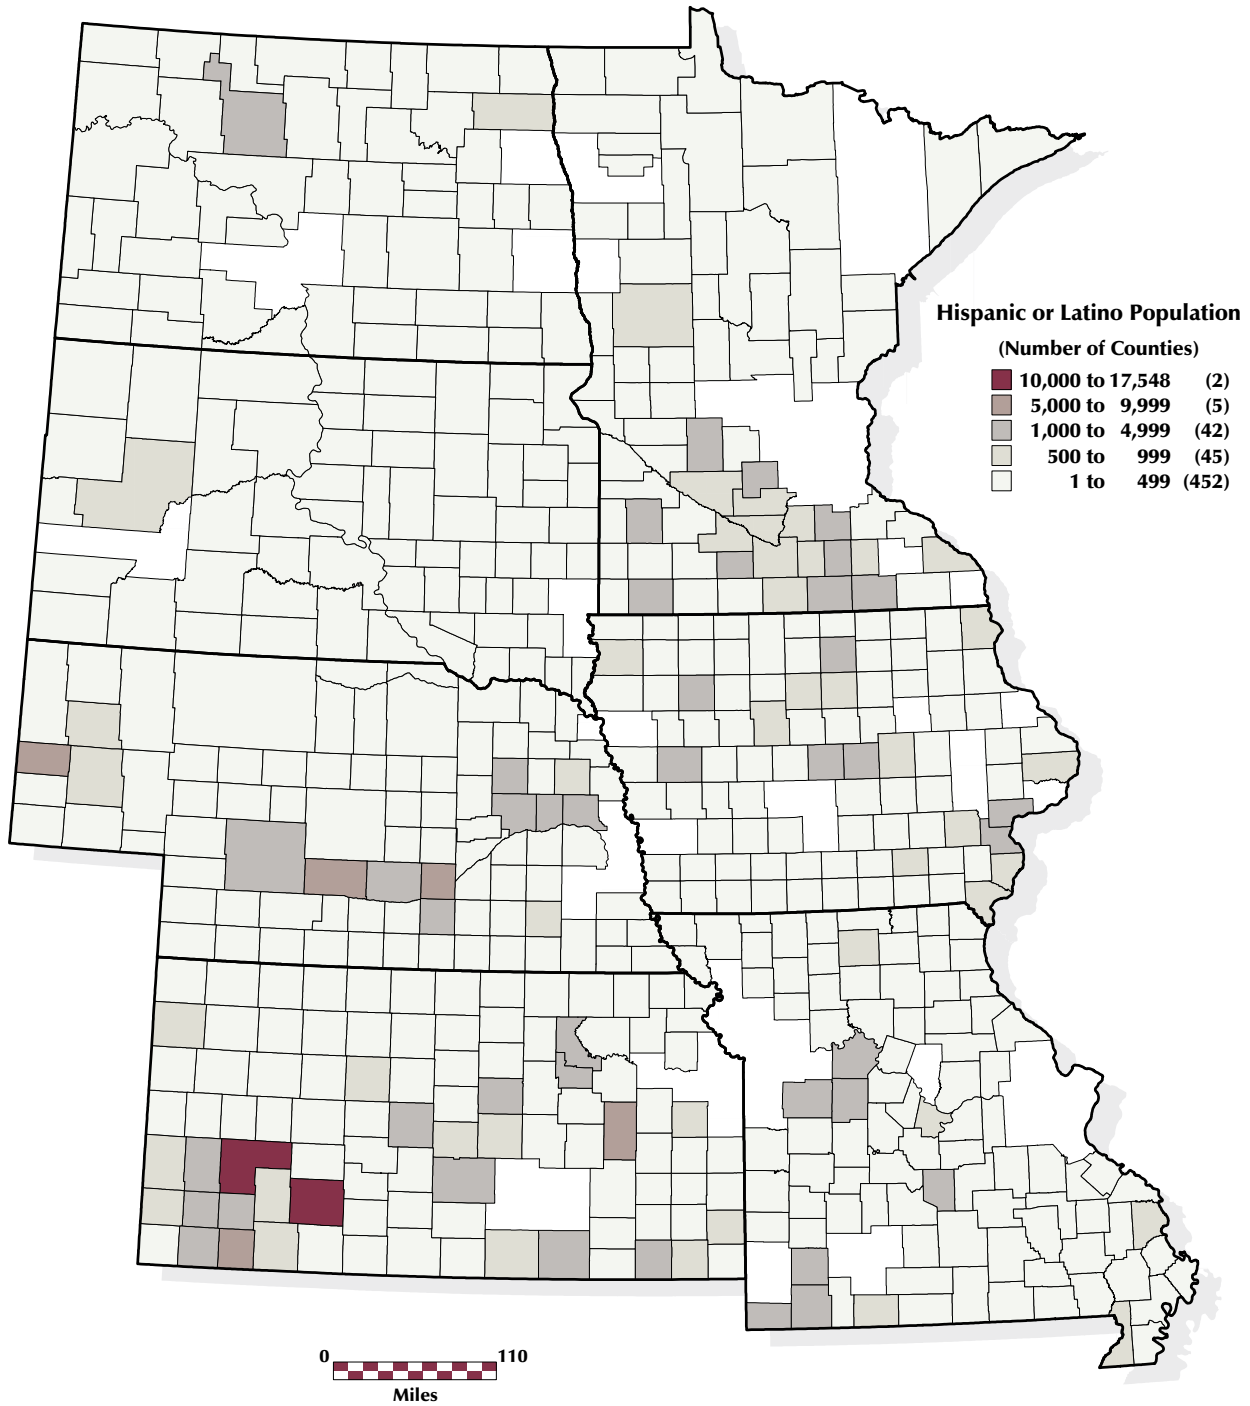 Hispanic or Latino Population
(Number of Counties)
10,000 to 17,548 (2)
5,000 to 9,999 (5)
1,000 to 4,999 (42)
500 to 999 (45)
1 to 499 (452)
0 110
Miles